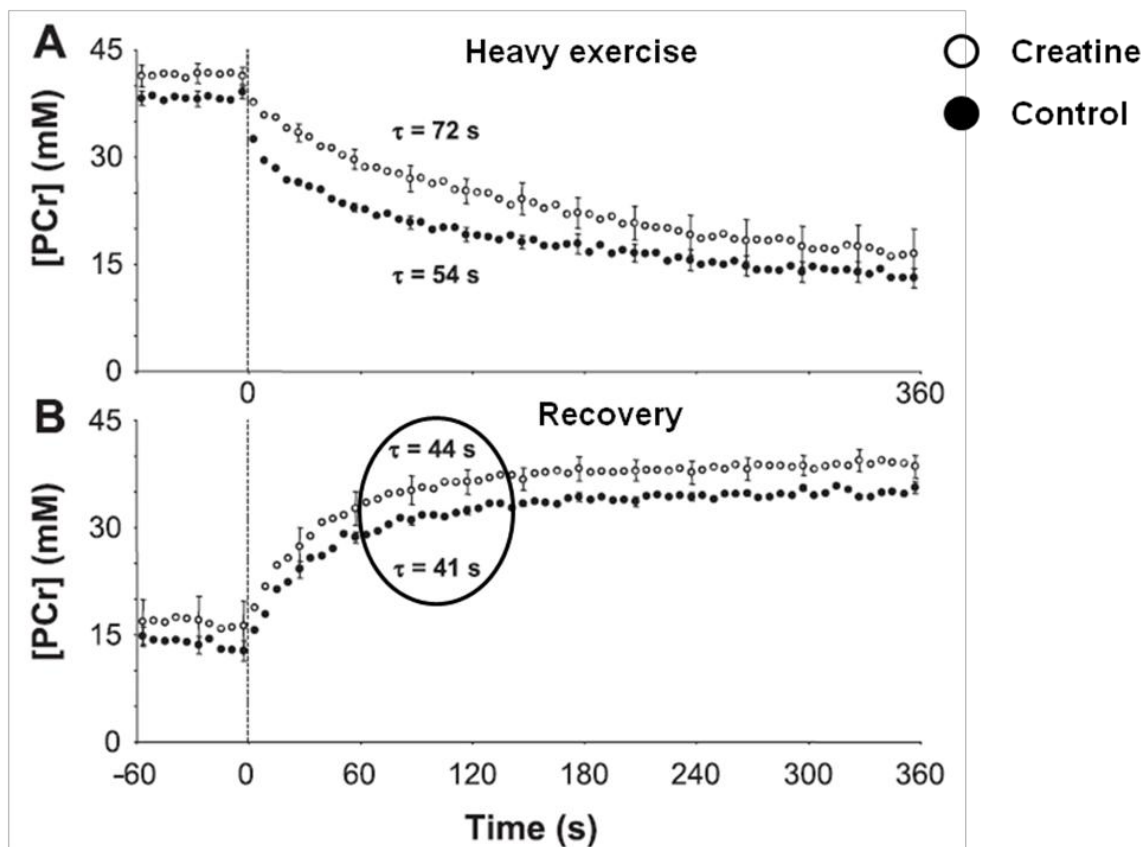 A
Heavy exercise
Creatine
Control
45
30
15
0
[PCr] (mM)
τ = 72 s
τ = 54 s
0
360
B
Recovery
45
30
15
0
[PCr] (mM)
τ = 44 s
τ = 41 s
-60 0 60 120 180 240 300 360
Time (s)